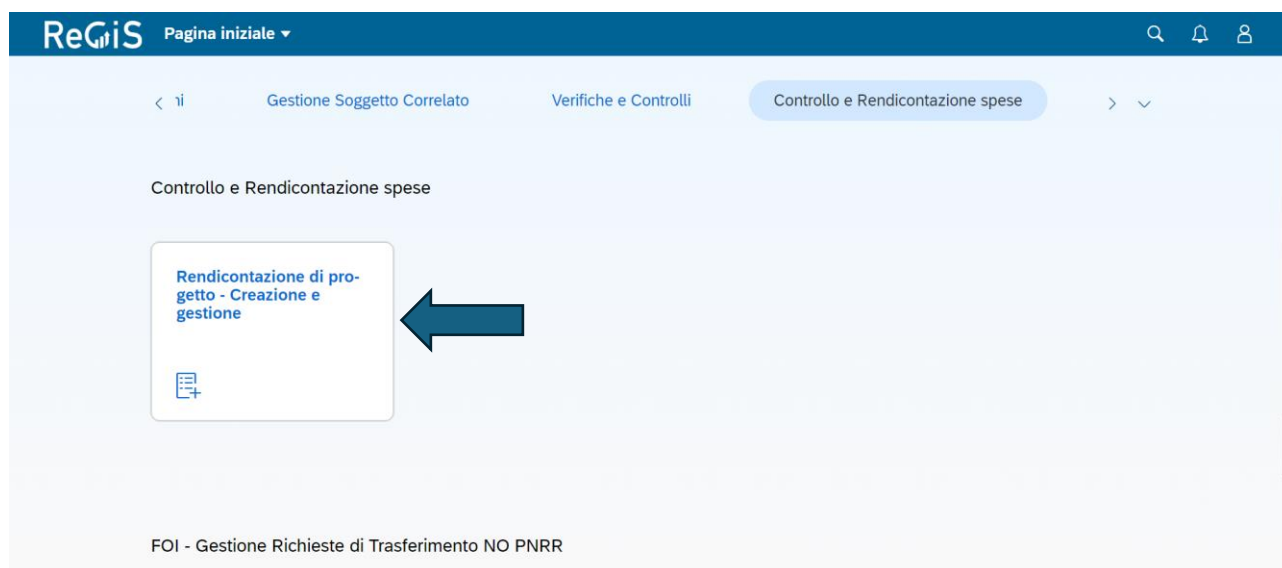 ReGiS Pagina iniziale
ni Gestione Soggetto Correlato Verifiche e Controlli Controllo e Rendicontazione spese
Controllo e Rendicontazione spese
Rendicontazione di pro-
getto - Creazione e
gestione
FOI - Gestione Richieste di Trasferimento NO PNRR